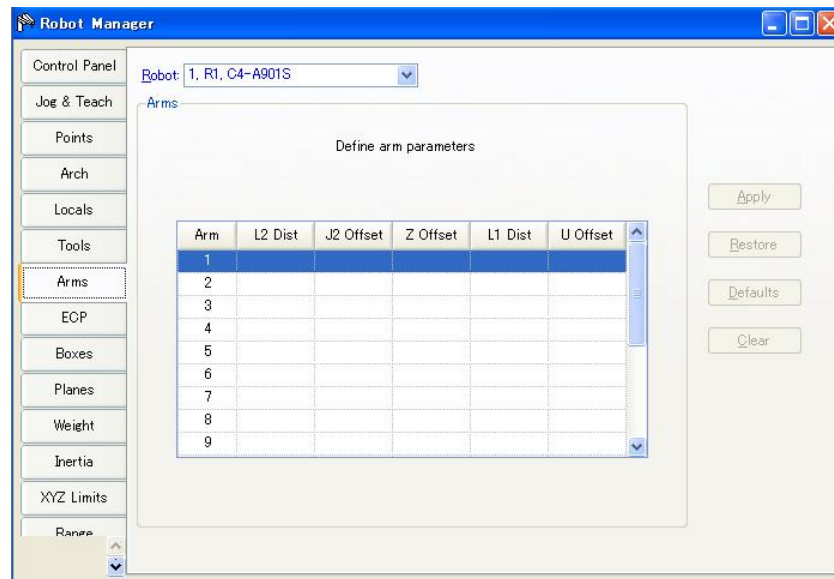 Robot Manager
Control Panel
Jog & Teach
Points
Arch
Locals
Tools
Arms
ECP
Boxes
Planes
Weight
Inertia
XYZ Limits
Range
Robot: 1, R1, C4-A901S
Arms
Define arm parameters
Arm L2 Dist J2 Offset Z Offset L1 Dist U Offset
1
2
3
4
5
6
7
8
9
Apply
Restore
Defaults
Clear